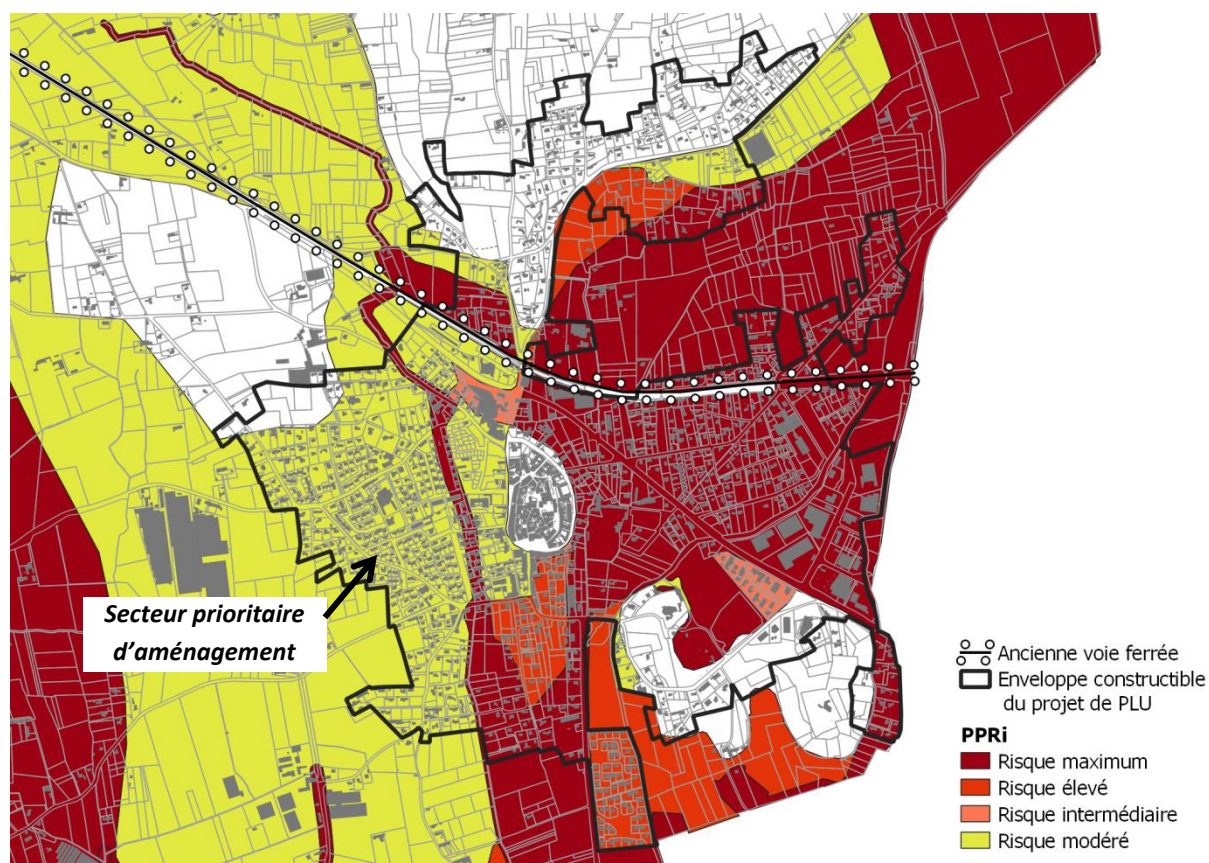 Secteur prioritaire
d’aménagement
Ancienne voie ferrée
Enveloppe constructible
du projet de PLU
PPRi
Risque maximum
Risque élevé
Risque intermédiaire
Risque modéré